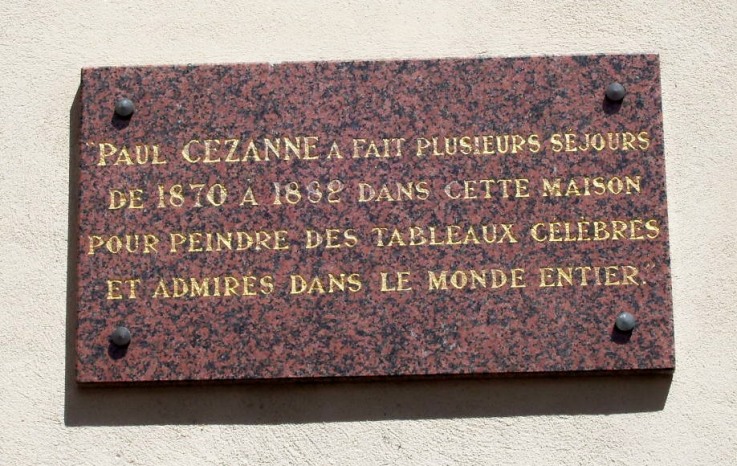 "PAUL CEZANNE A FAIT PLUSIEURS SEJOURS
DE 1870 A 1882 DANS CETTE MAISON
POUR PEINDRE DES TABLEAUX CELEBRES
ET ADMIRES DANS LE MONDE ENTIER."